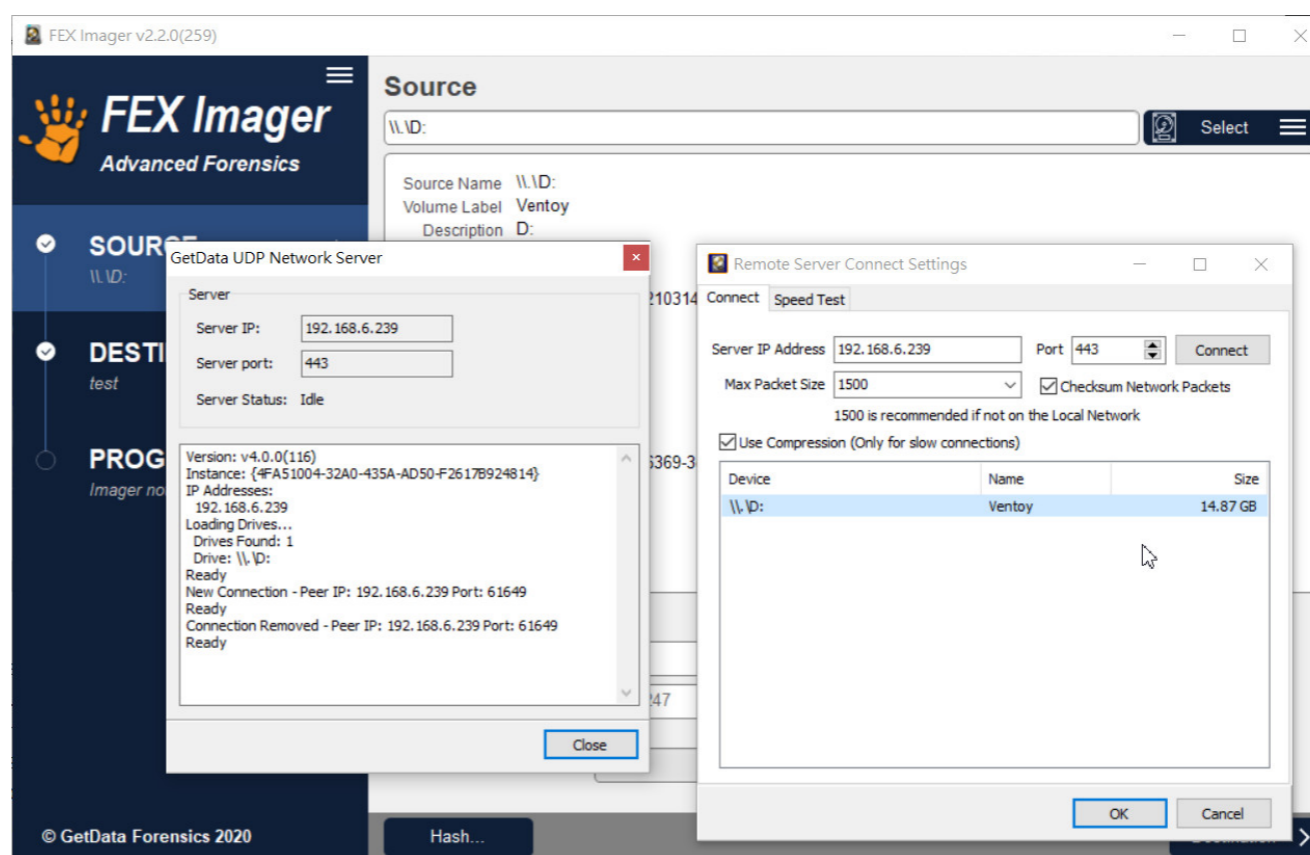 FEX Imager v2.2.0(259)
FEX Imager
Advanced Forensics
SOURCE
\\.\D:
DESTI
test
PROG
Imager no
© GetData Forensics 2020
Source
\\.\D:
Select
Source Name \\.\D:
Volume Label Ventoy
Description D:
210314
6369-3
247
Hash...
GetData UDP Network Server
Server
Server IP: 192.168.6.239
Server port: 443
Server Status: Idle
Version: v4.0.0(116)
Instance: {4FA51004-32A0-435A-AD50-F2617B924814}
IP Addresses:
192.168.6.239
Loading Drives...
Drives Found: 1
Drive: \\.\D:
Ready
New Connection - Peer IP: 192.168.6.239 Port: 61649
Ready
Connection Removed - Peer IP: 192.168.6.239 Port: 61649
Ready
Close
Remote Server Connect Settings
Connect Speed Test
Server IP Address 192.168.6.239 Port 443 Connect
Max Packet Size 1500 Checksum Network Packets
1500 is recommended if not on the Local Network
Use Compression (Only for slow connections)
Device Name Size
\\.\D: Ventoy 14.87 GB
OK Cancel